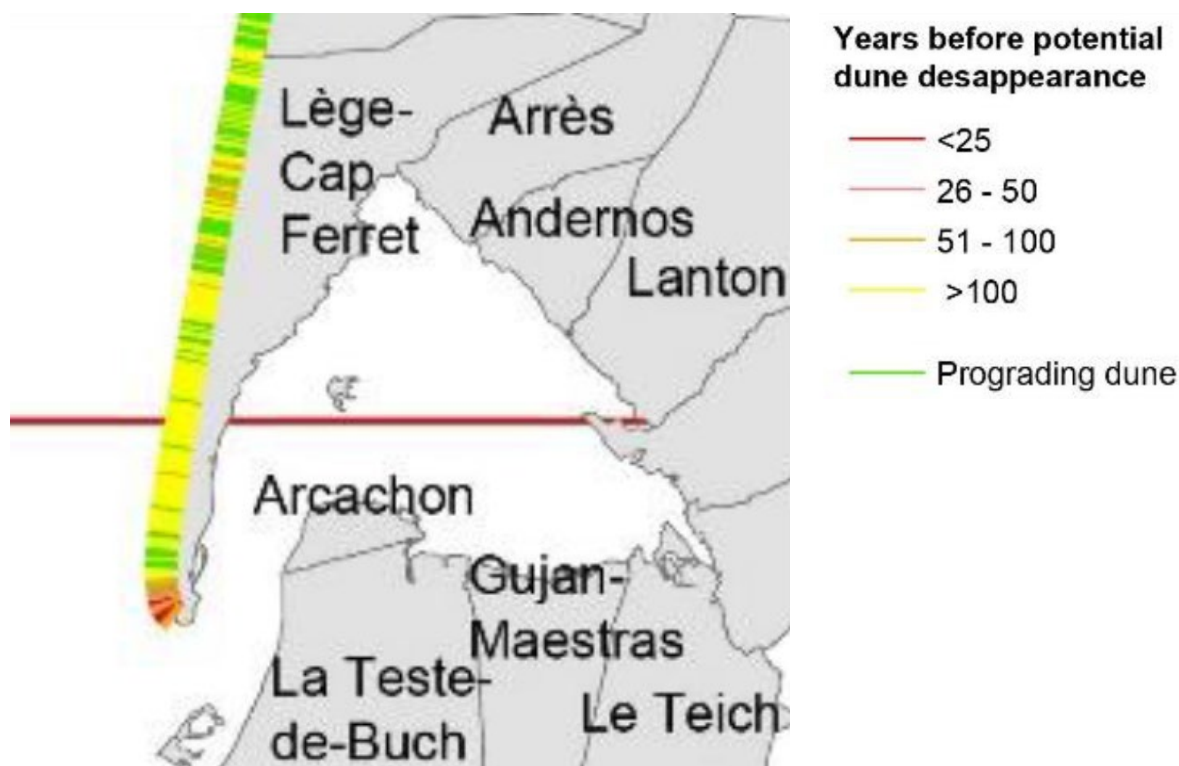 Lège-
Cap
Ferret
Arrès
Andernos
Lanton
Arcachon
Gujan-
Maestras
La Teste-
de-Buch
Le Teich
Years before potential
dune desappearance
<25
26 - 50
51 - 100
>100
Prograding dune